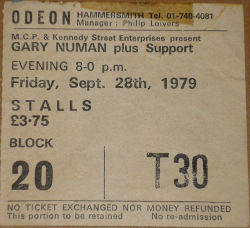 ODEON HAMMERSMITH Tel. 01-748-4081
Manager: Philip Leivers
M.C.P. & Kennedy Street Enterprises present
GARY NUMAN plus Support
EVENING 8-0 p.m.
Friday, Sept. 28th, 1979
STALLS
£3·75
BLOCK
20 T30
NO TICKET EXCHANGED NOR MONEY REFUNDED
This portion to be retained No re-admission